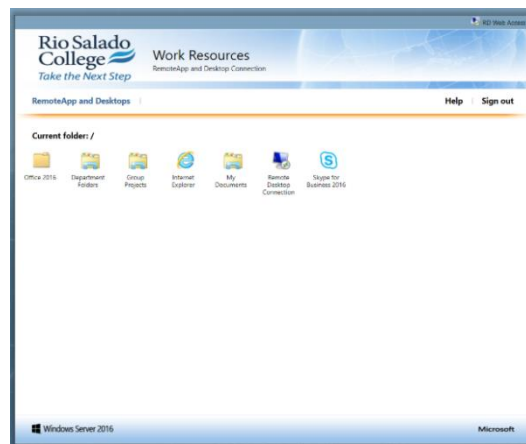 RD Web Access
Rio Salado
College
Take the Next Step
Work Resources
RemoteApp and Desktop Connection
RemoteApp and Desktops
Help
Sign out
Current folder: /
Office 2016
Department
Folders
Group
Projects
Internet
Explorer
My
Documents
Remote
Desktop
Connection
Skype for
Business 2016
Windows Server 2016
Microsoft